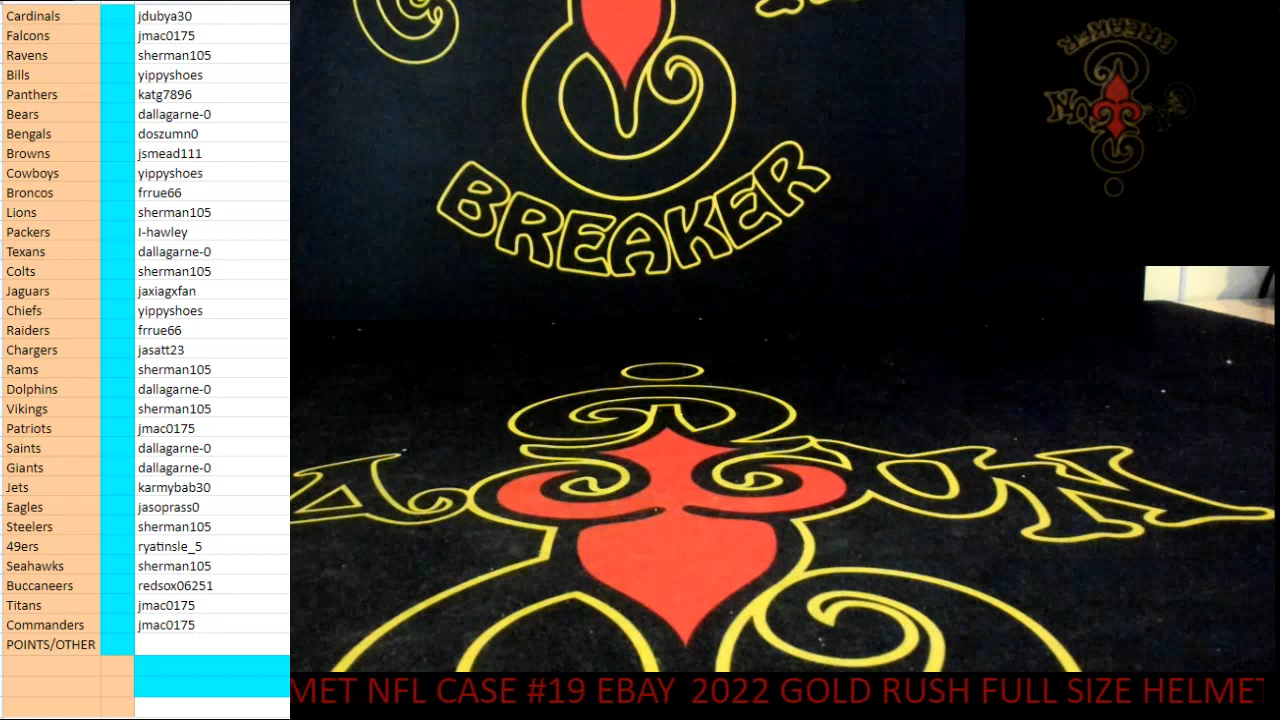 Cardinals jdubya30
Falcons jmac0175
Ravens sherman105
Bills yippyshoes
Panthers katg7896
Bears dallagarne-0
Bengals doszumn0
Browns jsmead111
Cowboys yippyshoes
Broncos frrue66
Lions sherman105
Packers I-hawley
Texans dallagarne-0
Colts sherman105
Jaguars jaxiagxfan
Chiefs yippyshoes
Raiders frrue66
Chargers jasatt23
Rams sherman105
Dolphins dallagarne-0
Vikings sherman105
Patriots jmac0175
Saints dallagarne-0
Giants dallagarne-0
Jets karmybab30
Eagles jasoprass0
Steelers sherman105
49ers ryatinsle_5
Seahawks sherman105
Buccaneers redsox06251
Titans jmac0175
Commanders jmac0175
POINTS/OTHER
BREAKER
BREAKER
MET NFL CASE #19 EBAY 2022 GOLD RUSH FULL SIZE HELMET